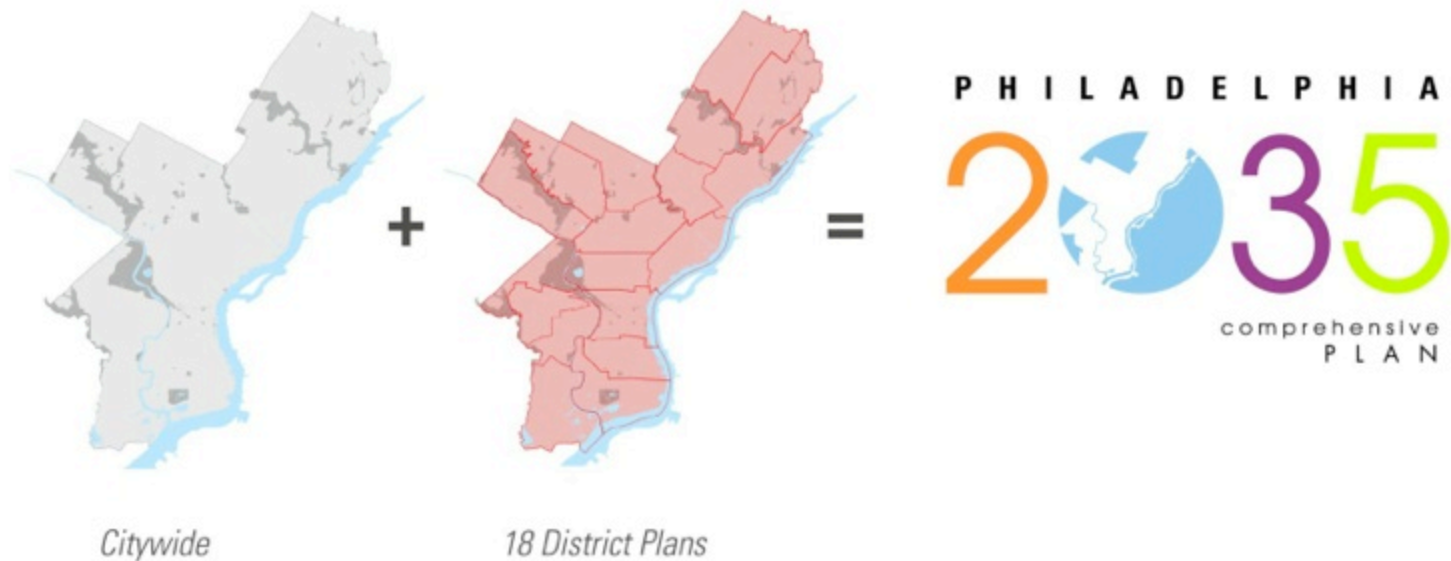 +
=
PHILADELPHIA
2035
comprehensive
PLAN
Citywide
18 District Plans